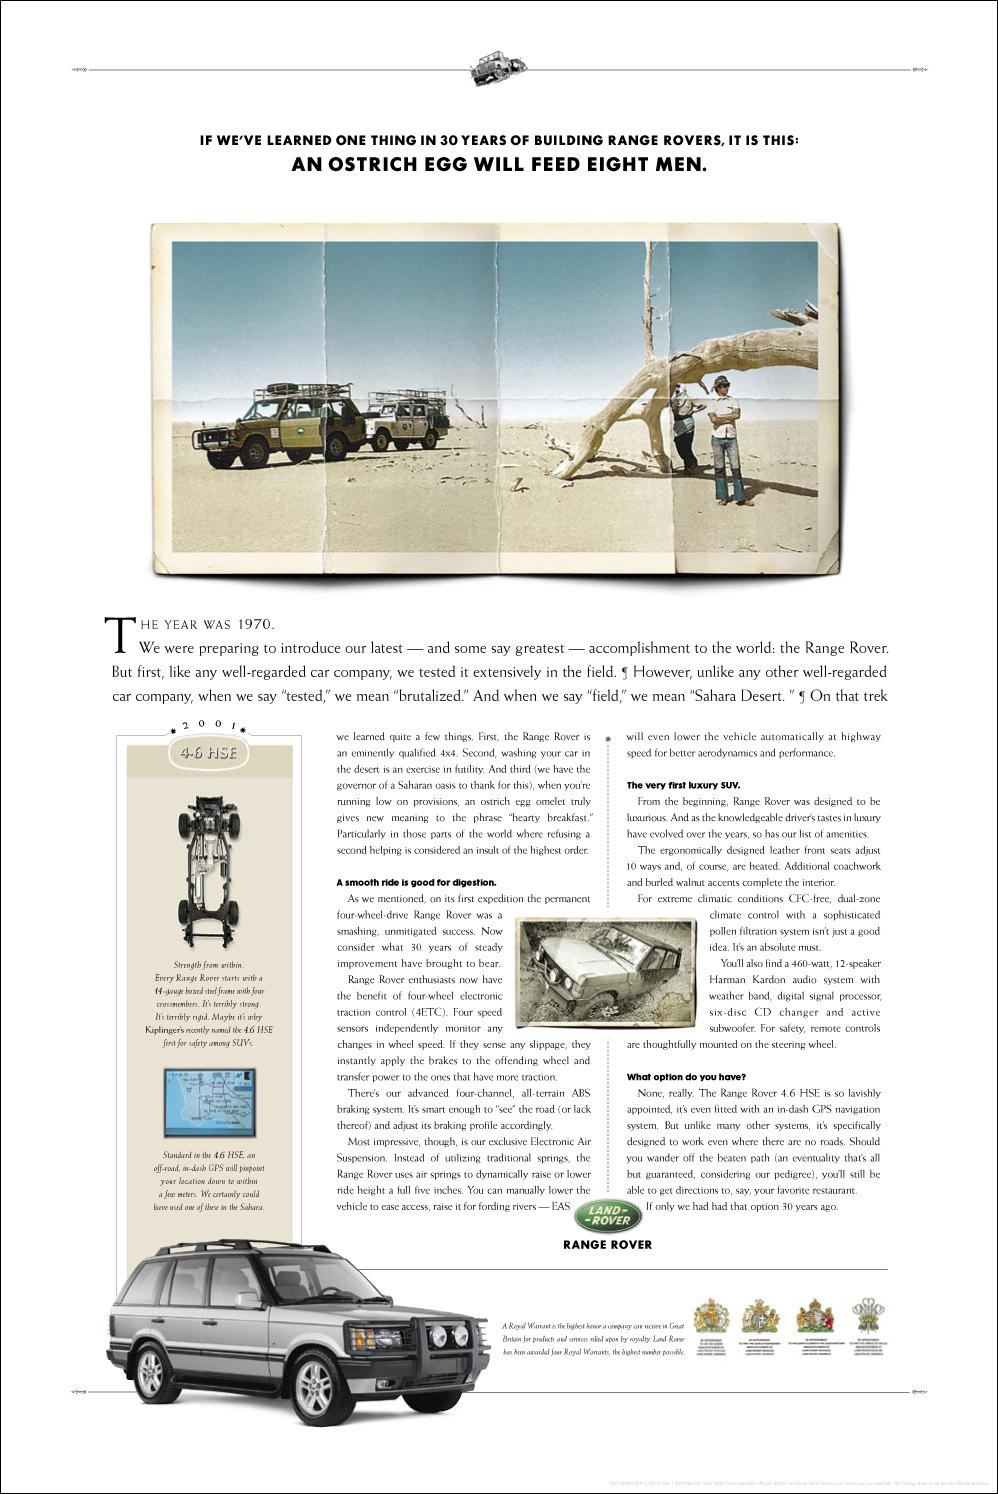 IF WE'VE LEARNED ONE THING IN 30 YEARS OF BUILDING RANGE ROVERS, IT IS THIS:
AN OSTRICH EGG WILL FEED EIGHT MEN.
THE YEAR WAS 1970.
We were preparing to introduce our latest — and some say greatest — accomplishment to the world: the Range Rover.
But first, like any well-regarded car company, we tested it extensively in the field. ¶ However, unlike any other well-regarded
car company, when we say “tested,” we mean “brutalized.” And when we say “field,” we mean “Sahara Desert. ” ¶ On that trek
2001
4.6 HSE
Strength from within.
Every Range Rover starts with a
14-gauge boxed steel frame with four
crossmembers. It's terribly strong.
It's terribly rigid. Maybe it's why
Kiplinger's recently named the 4.6 HSE
first for safety among SUVs.
Standard in the 4.6 HSE, an
off-road, in-dash GPS will pinpoint
your location down to within
a few meters. We certainly could
have used one of these in the Sahara.
we learned quite a few things. First, the Range Rover is
an eminently qualified 4x4. Second, washing your car in
the desert is an exercise in futility. And third (we have the
governor of a Saharan oasis to thank for this), when you're
running low on provisions, an ostrich egg omelet truly
gives new meaning to the phrase “hearty breakfast.”
Particularly in those parts of the world where refusing a
second helping is considered an insult of the highest order.
A smooth ride is good for digestion.
As we mentioned, on its first expedition the permanent
four-wheel-drive Range Rover was a
smashing, unmitigated success. Now
consider what 30 years of steady
improvement have brought to bear.
Range Rover enthusiasts now have
the benefit of four-wheel electronic
traction control (4ETC). Four speed
sensors independently monitor any
changes in wheel speed. If they sense any slippage, they
instantly apply the brakes to the offending wheel and
transfer power to the ones that have more traction.
There's our advanced four-channel, all-terrain ABS
braking system. It's smart enough to “see” the road (or lack
thereof) and adjust its braking profile accordingly.
Most impressive, though, is our exclusive Electronic Air
Suspension. Instead of utilizing traditional springs, the
Range Rover uses air springs to dynamically raise or lower
ride height a full five inches. You can manually lower the
vehicle to ease access, raise it for fording rivers — EAS
will even lower the vehicle automatically at highway
speed for better aerodynamics and performance.
The very first luxury SUV.
From the beginning, Range Rover was designed to be
luxurious. And as the knowledgeable driver's tastes in luxury
have evolved over the years, so has our list of amenities.
The ergonomically designed leather front seats adjust
10 ways and, of course, are heated. Additional coachwork
and burled walnut accents complete the interior.
For extreme climatic conditions CFC-free, dual-zone
climate control with a sophisticated
pollen filtration system isn't just a good
idea. It's an absolute must.
You'll also find a 460-watt, 12-speaker
Harman Kardon audio system with
weather band, digital signal processor,
six-disc CD changer and active
subwoofer. For safety, remote controls
are thoughtfully mounted on the steering wheel.
What option do you have?
None, really. The Range Rover 4.6 HSE is so lavishly
appointed, it's even fitted with an in-dash GPS navigation
system. But unlike many other systems, it's specifically
designed to work even where there are no roads. Should
you wander off the beaten path (an eventuality that's all
but guaranteed, considering our pedigree), you'll still be
able to get directions to, say, your favorite restaurant.
If only we had had that option 30 years ago.
LAND-
-ROVER
RANGE ROVER
A Royal Warrant is the highest honor a company can receive in Great
Britain for products and services relied upon by royalty. Land Rover
has been awarded four Royal Warrants, the highest number possible.